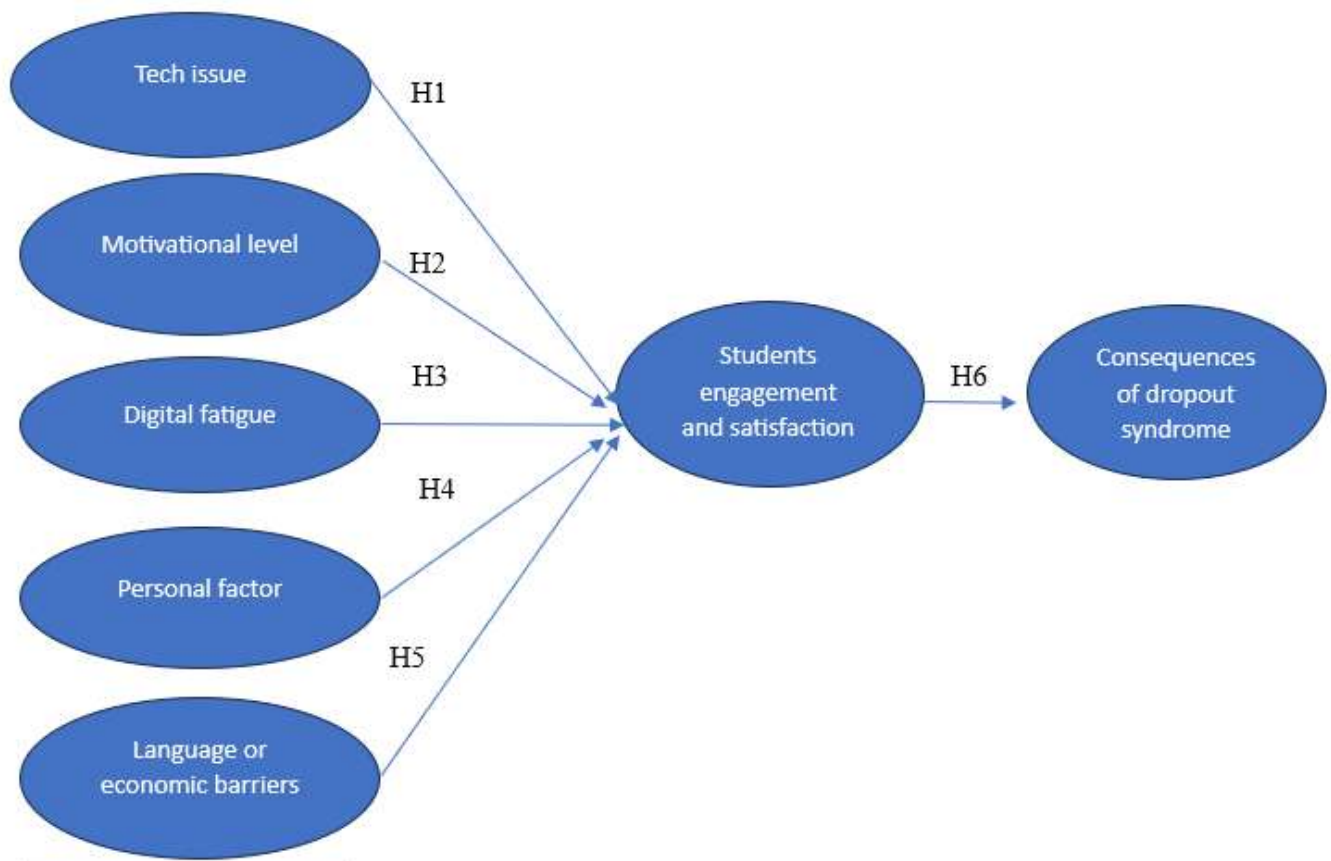 Tech issue
H1
Motivational level
H2
Digital fatigue
H3
Personal factor
H4
Language or
economic barriers
H5
Students
engagement
and satisfaction
H6
Consequences
of dropout
syndrome